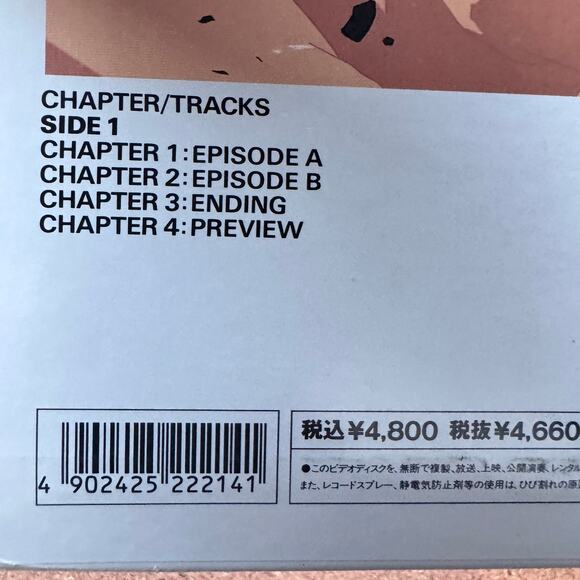 CHAPTER/TRACKS
SIDE 1
CHAPTER 1:EPISODE A
CHAPTER 2:EPISODE B
CHAPTER 3:ENDING
CHAPTER 4:PREVIEW
税込¥4,800 税抜¥4,660
●このビデオディスクを、無断で複製、放送、上映、公開演奏、レンタル
また、レコードスプレー、静電気防止剤等の使用は、ひび割れの原
4 902425 222141